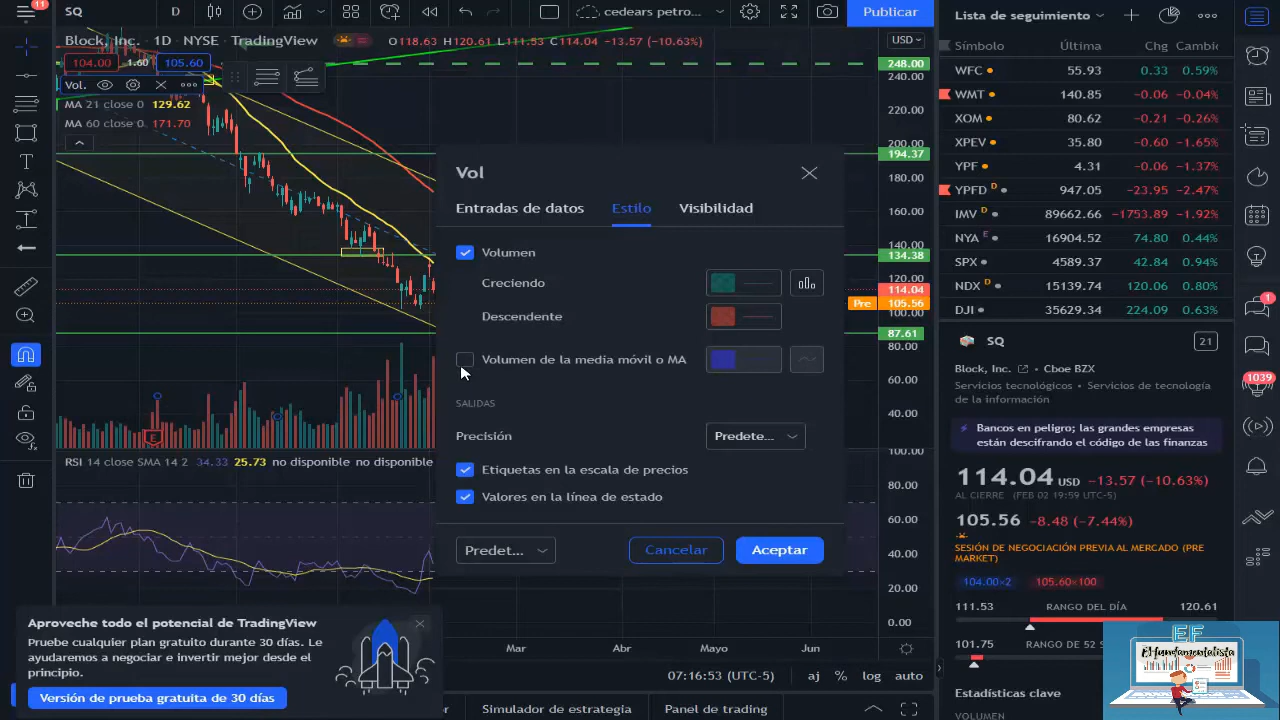 11
SQ
D
cedears petro...
Publicar
Block, Inc. • 1D • NYSE • TradingView
O118.63 H120.61 L111.53 C114.04 −13.57 (−10.63%)
USD
104.00 1.60 105.60
Vol.
MA 21 close 0 129.62
MA 60 close 0 171.70
248.00
240.00
220.00
200.00
194.37
180.00
160.00
140.00
134.38
120.00
114.04
Pre 105.56
100.00
87.61
80.00
60.00
40.00
E
RSI 14 close SMA 14 2 34.33 25.73 no disponible no disponible
100.00
80.00
60.00
40.00
20.00
0.00
Vol
Entradas de datos Estilo Visibilidad
Volumen
Creciendo
Descendente
Volumen de la media móvil o MA
SALIDAS
Precisión Predete...
Etiquetas en la escala de precios
Valores en la línea de estado
Predet... Cancelar Aceptar
Aproveche todo el potencial de TradingView
Pruebe cualquier plan gratuito durante 30 días. Le
ayudaremos a negociar e invertir mejor desde el
principio.
Versión de prueba gratuita de 30 días
Mar Abr Mayo Jun
07:16:53 (UTC-5) aj % log auto
Simulador de estrategia Panel de trading
Lista de seguimiento
Símbolo Última Chg Cambio
WFC 55.93 0.33 0.59%
WMT 140.85 −0.06 −0.04%
XOM 80.62 −0.21 −0.26%
XPEV 35.80 −0.60 −1.65%
YPF 4.31 −0.06 −1.37%
YPFD D 947.05 −23.95 −2.47%
IMV D 89662.66 −1753.89 −1.92%
NYA E 16904.52 74.80 0.44%
SPX D 4589.37 42.84 0.94%
NDX D 15139.74 120.06 0.80%
DJI 35629.34 224.09 0.63%
SQ 21
Block, Inc. • Cboe BZX
Servicios tecnológicos • Servicios de tecnología
de la información
Bancos en peligro; las grandes empresas
están descifrando el código de las finanzas
114.04 USD −13.57 (−10.63%)
AL CIERRE (FEB 02 19:59 UTC-5)
105.56 −8.48 (−7.44%)
SESIÓN DE NEGOCIACIÓN PREVIA AL MERCADO (PRE
MARKET)
104.00×2 105.60×100
111.53 RANGO DEL DÍA 120.61
101.75 RANGO DE 52 S
Estadísticas clave
VOLUMEN
1
1039
EF
El fundamentalista